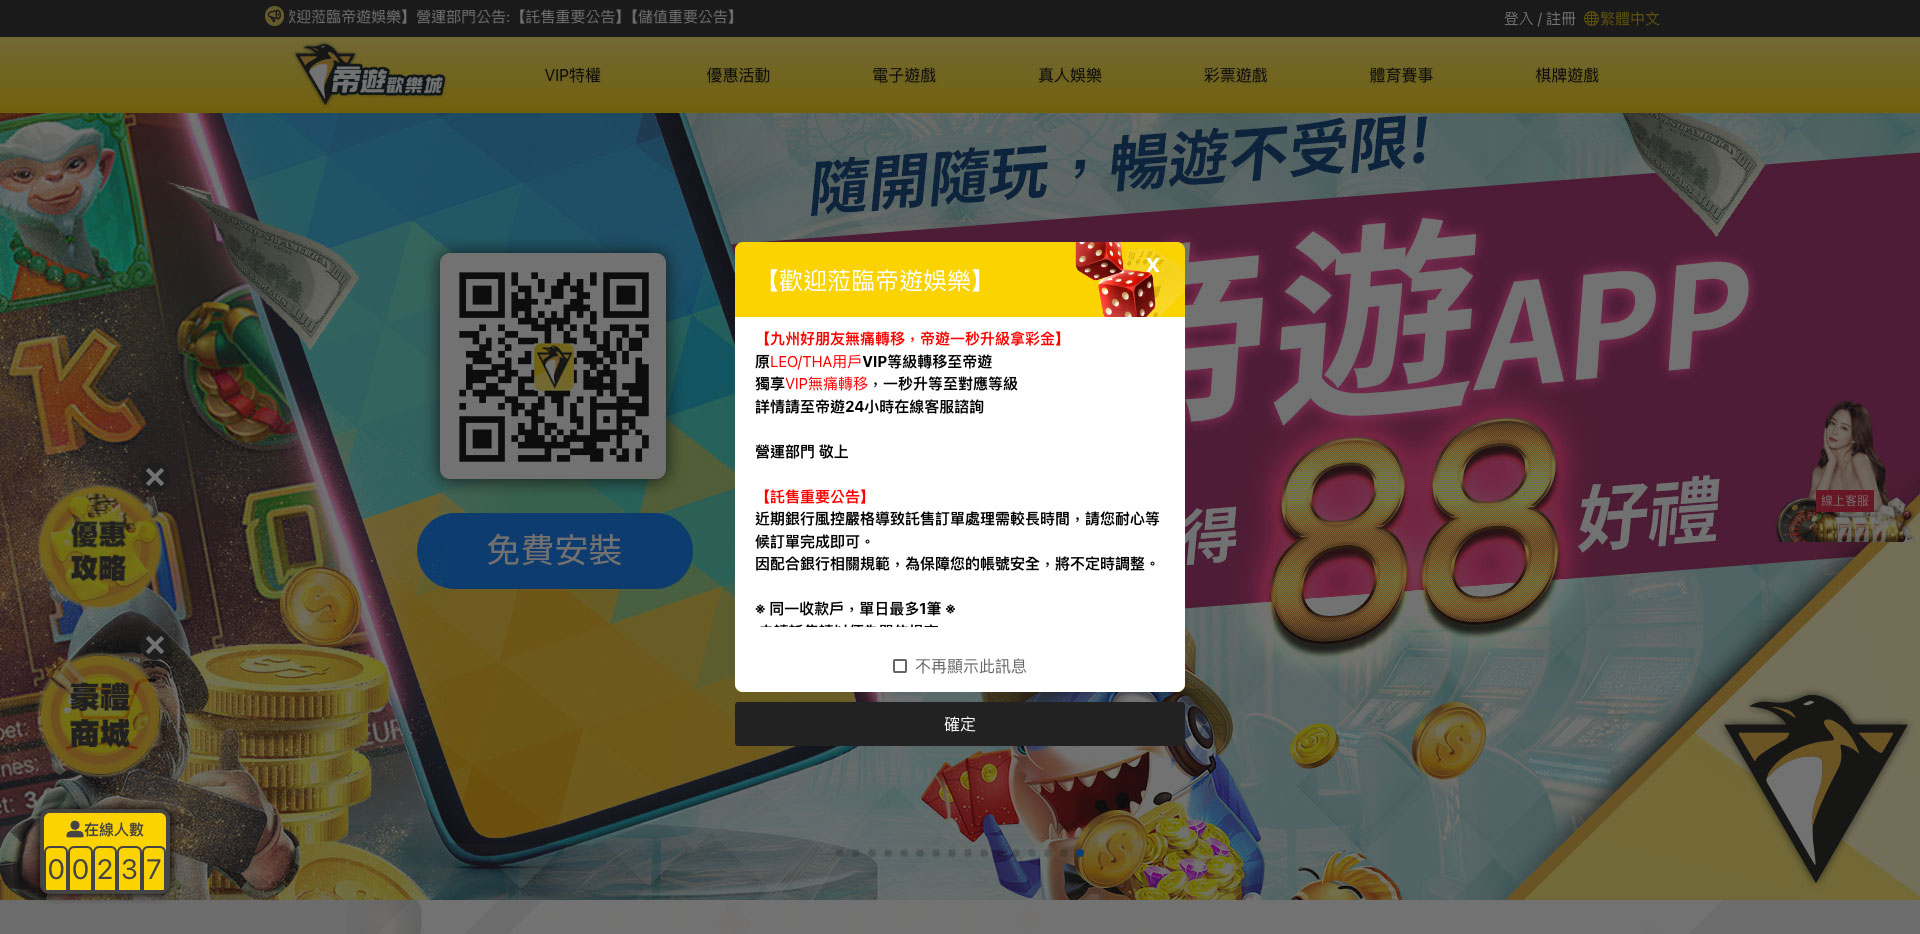 歡迎蒞臨帝遊娛樂】營運部門公告:【託售重要公告】【儲值重要公告】
登入 / 註冊
繁體中文
帝遊歡樂城
VIP特權
優惠活動
電子遊戲
真人娛樂
彩票遊戲
體育賽事
棋牌遊戲
隨開隨玩，暢遊不受限!
帝遊APP
得
88
好禮
免費安裝
【歡迎蒞臨帝遊娛樂】
X
【九州好朋友無痛轉移，帝遊一秒升級拿彩金】
原LEO/THA用戶VIP等級轉移至帝遊
獨享VIP無痛轉移，一秒升等至對應等級
詳情請至帝遊24小時在線客服諮詢
營運部門 敬上
【託售重要公告】
近期銀行風控嚴格導致託售訂單處理需較長時間，請您耐心等
候訂單完成即可。
因配合銀行相關規範，為保障您的帳號安全，將不定時調整。
※ 同一收款戶，單日最多1筆 ※
不再顯示此訊息
確定
線上客服
優惠
攻略
豪禮
商城
在線人數
00237